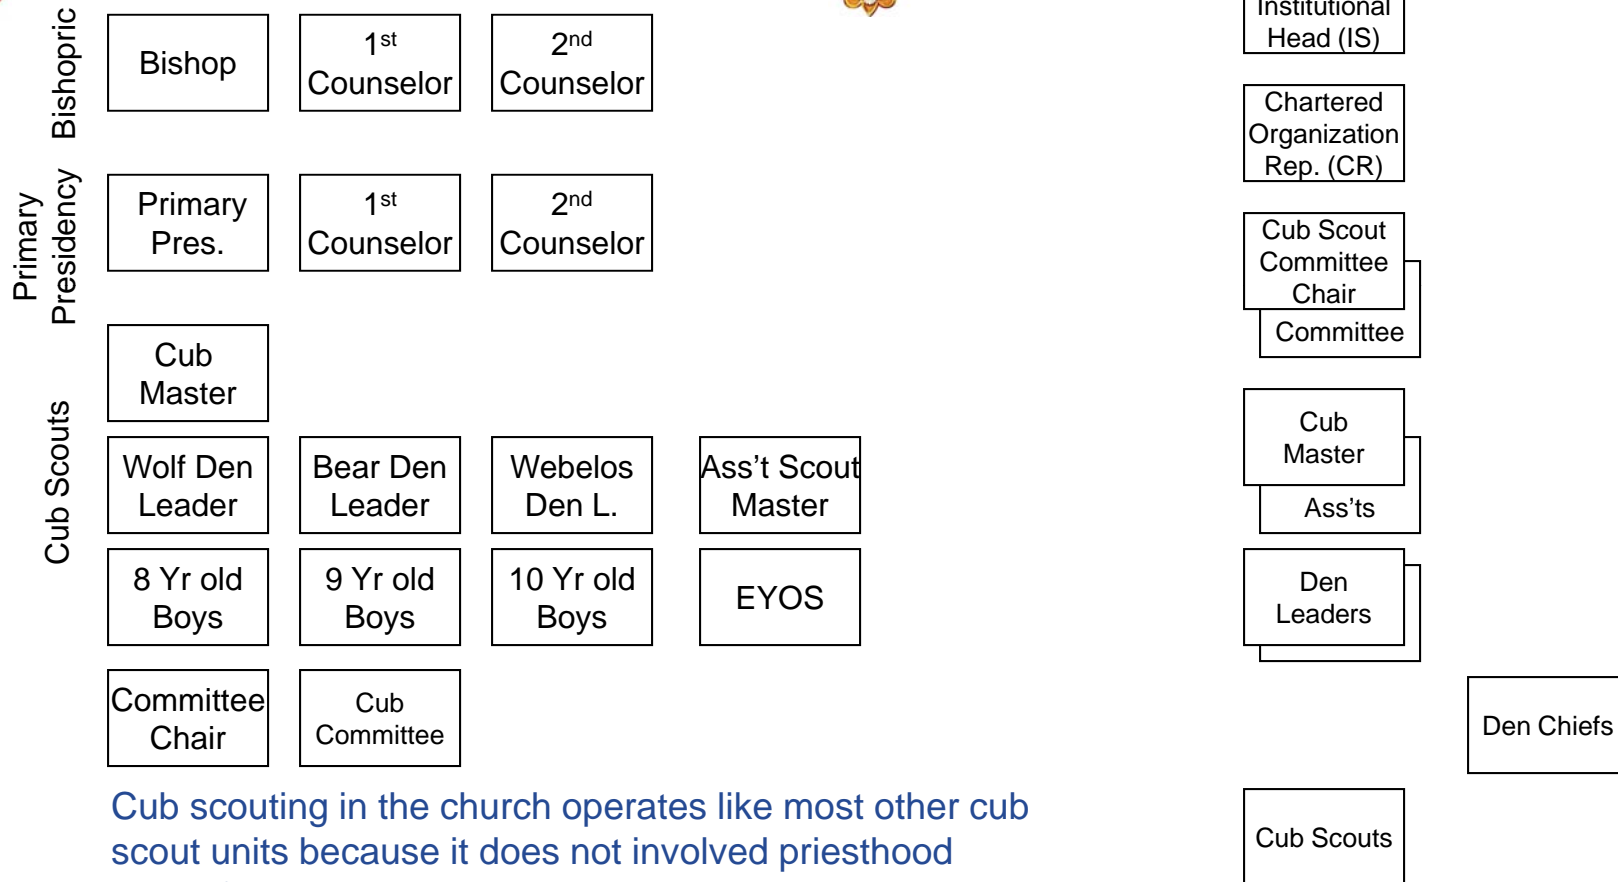 Bishopric
Bishop
1st
Counselor
2nd
Counselor
Primary
Presidency
Primary
Pres.
1st
Counselor
2nd
Counselor
Cub Scouts
Cub
Master
Wolf Den
Leader
Bear Den
Leader
Webelos
Den L.
Ass’t Scout
Master
8 Yr old
Boys
9 Yr old
Boys
10 Yr old
Boys
EYOS
Committee
Chair
Cub
Committee
Cub scouting in the church operates like most other cub
scout units because it does not involved priesthood
Institutional
Head (IS)
Chartered
Organization
Rep. (CR)
Cub Scout
Committee
Chair
Committee
Cub
Master
Ass’ts
Den
Leaders
Den Chiefs
Cub Scouts